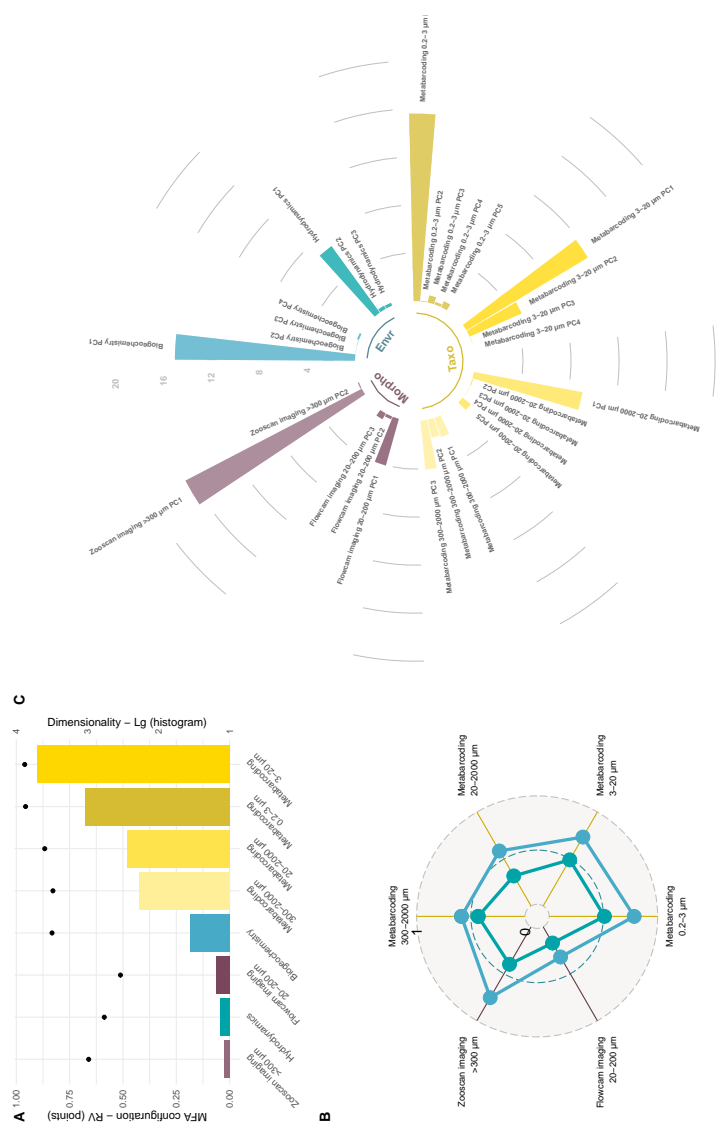 A
MFA configuration – RV (points)
0.00
0.25
0.50
0.75
1.00
Dimensionality – Lg (histogram)
1
2
3
4
Zooscan imaging
>300 µm
Hydrodynamics
Flowcam imaging
20–200 µm
Biogeochemistry
Metabarcoding
300–2000 µm
Metabarcoding
20–2000 µm
Metabarcoding
0.2–3 µm
Metabarcoding
3–20 µm
B
Metabarcoding
300–2000 µm
1
0
Metabarcoding
20–2000 µm
Metabarcoding
3–20 µm
Metabarcoding
0.2–3 µm
Flowcam imaging
20–200 µm
Zooscan imaging
>300 µm
C
20
16
12
8
4
Envr
Taxo
Morpho
Biogeochemistry PC1
Biogeochemistry PC2
Biogeochemistry PC3
Biogeochemistry PC4
Hydrodynamics PC1
Hydrodynamics PC2
Hydrodynamics PC3
Metabarcoding 0.2–3 µm
Metabarcoding 0.2–3 µm PC2
Metabarcoding 0.2–3 µm PC3
Metabarcoding 0.2–3 µm PC4
Metabarcoding 0.2–3 µm PC5
Metabarcoding 3–20 µm PC1
Metabarcoding 3–20 µm PC2
Metabarcoding 3–20 µm PC3
Metabarcoding 3–20 µm PC4
Metabarcoding 20–2000 µm PC1
Metabarcoding 20–2000 µm PC2
Metabarcoding 20–2000 µm PC3
Metabarcoding 20–2000 µm PC4
Metabarcoding 20–2000 µm PC5
Metabarcoding 300–2000 µm PC1
Metabarcoding 300–2000 µm PC2
Metabarcoding 300–2000 µm PC3
Flowcam imaging 20–200 µm PC1
Flowcam imaging 20–200 µm PC2
Flowcam imaging 20–200 µm PC3
Zooscan imaging >300 µm PC1
Zooscan imaging >300 µm PC2